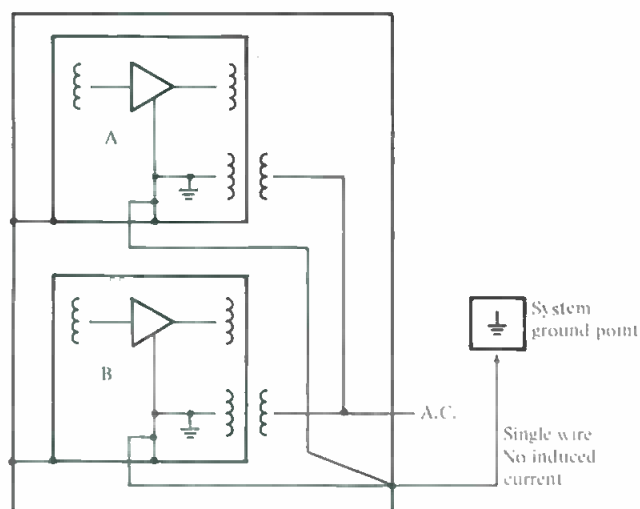 A
B
System
ground point
A.C.
Single wire
No induced
current